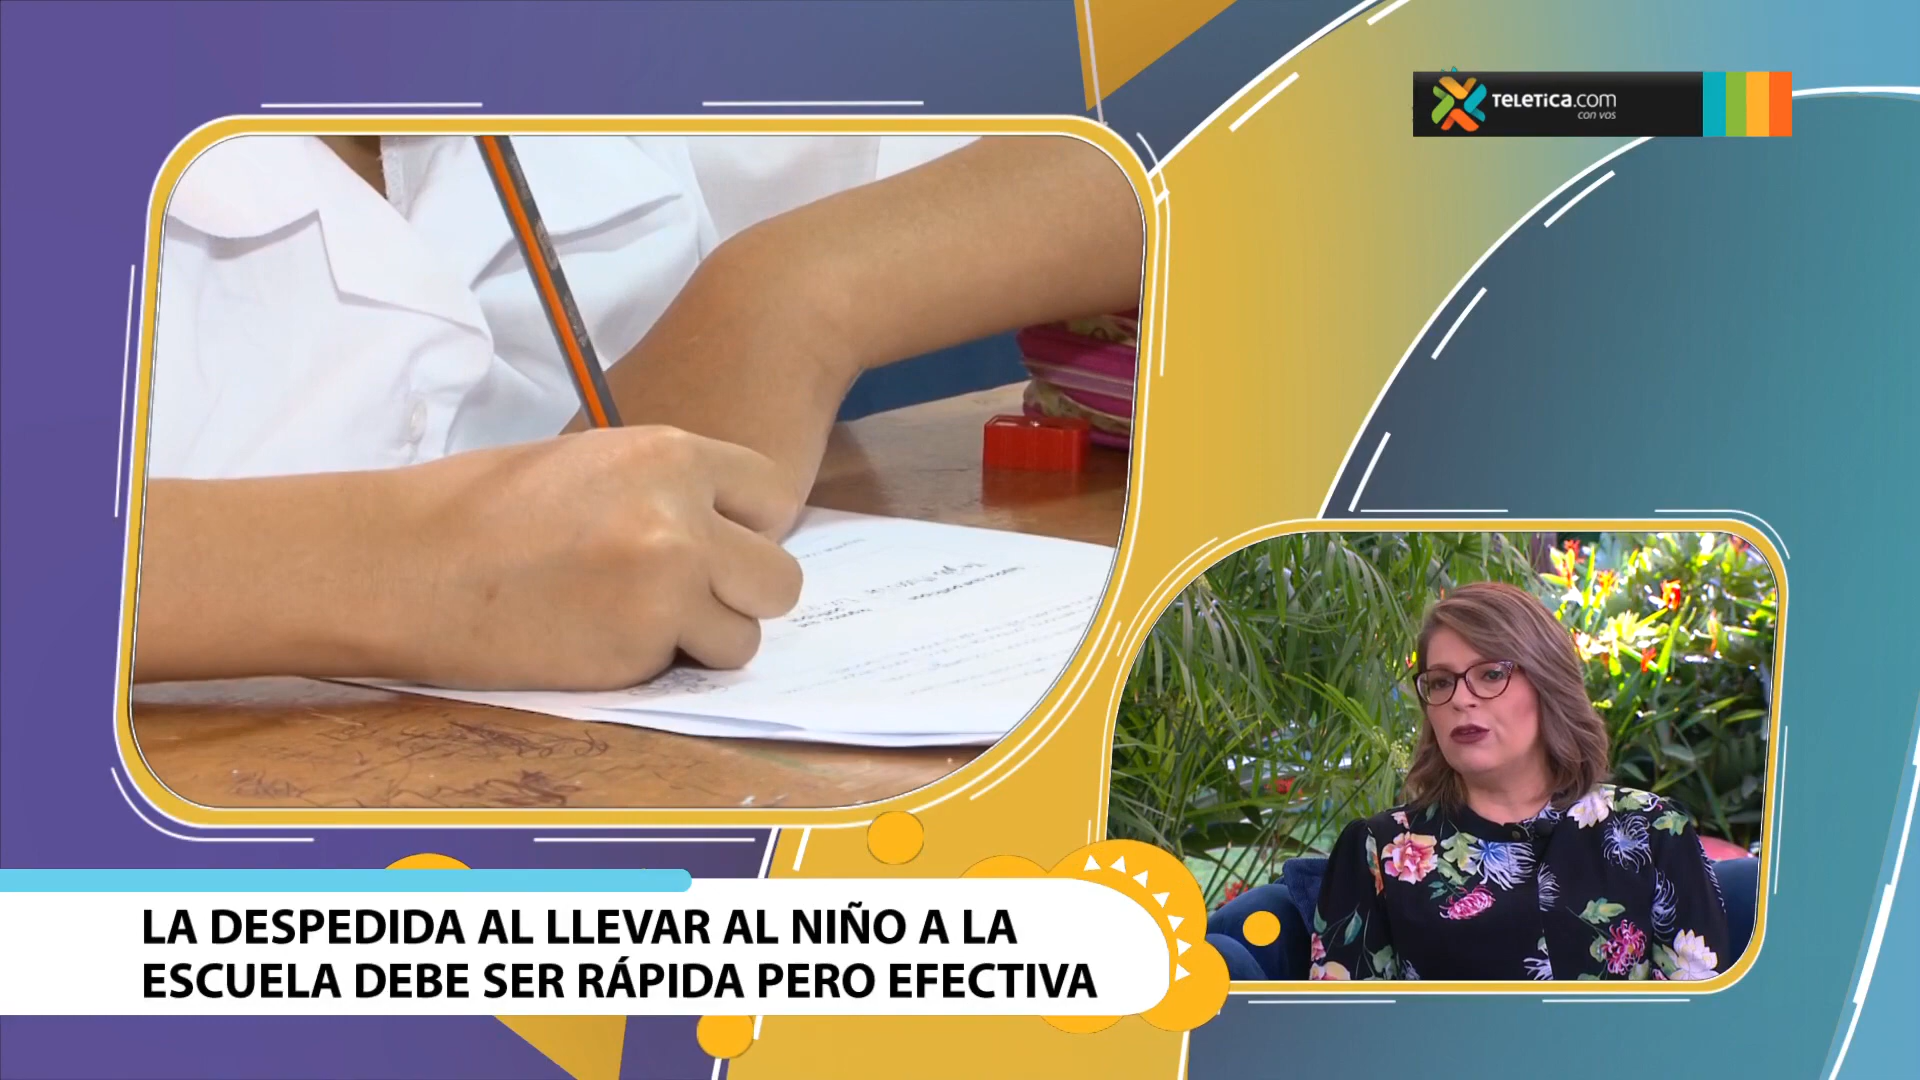 TELETICA.com
con vos
LA DESPEDIDA AL LLEVAR AL NIÑO A LA
ESCUELA DEBE SER RÁPIDA PERO EFECTIVA